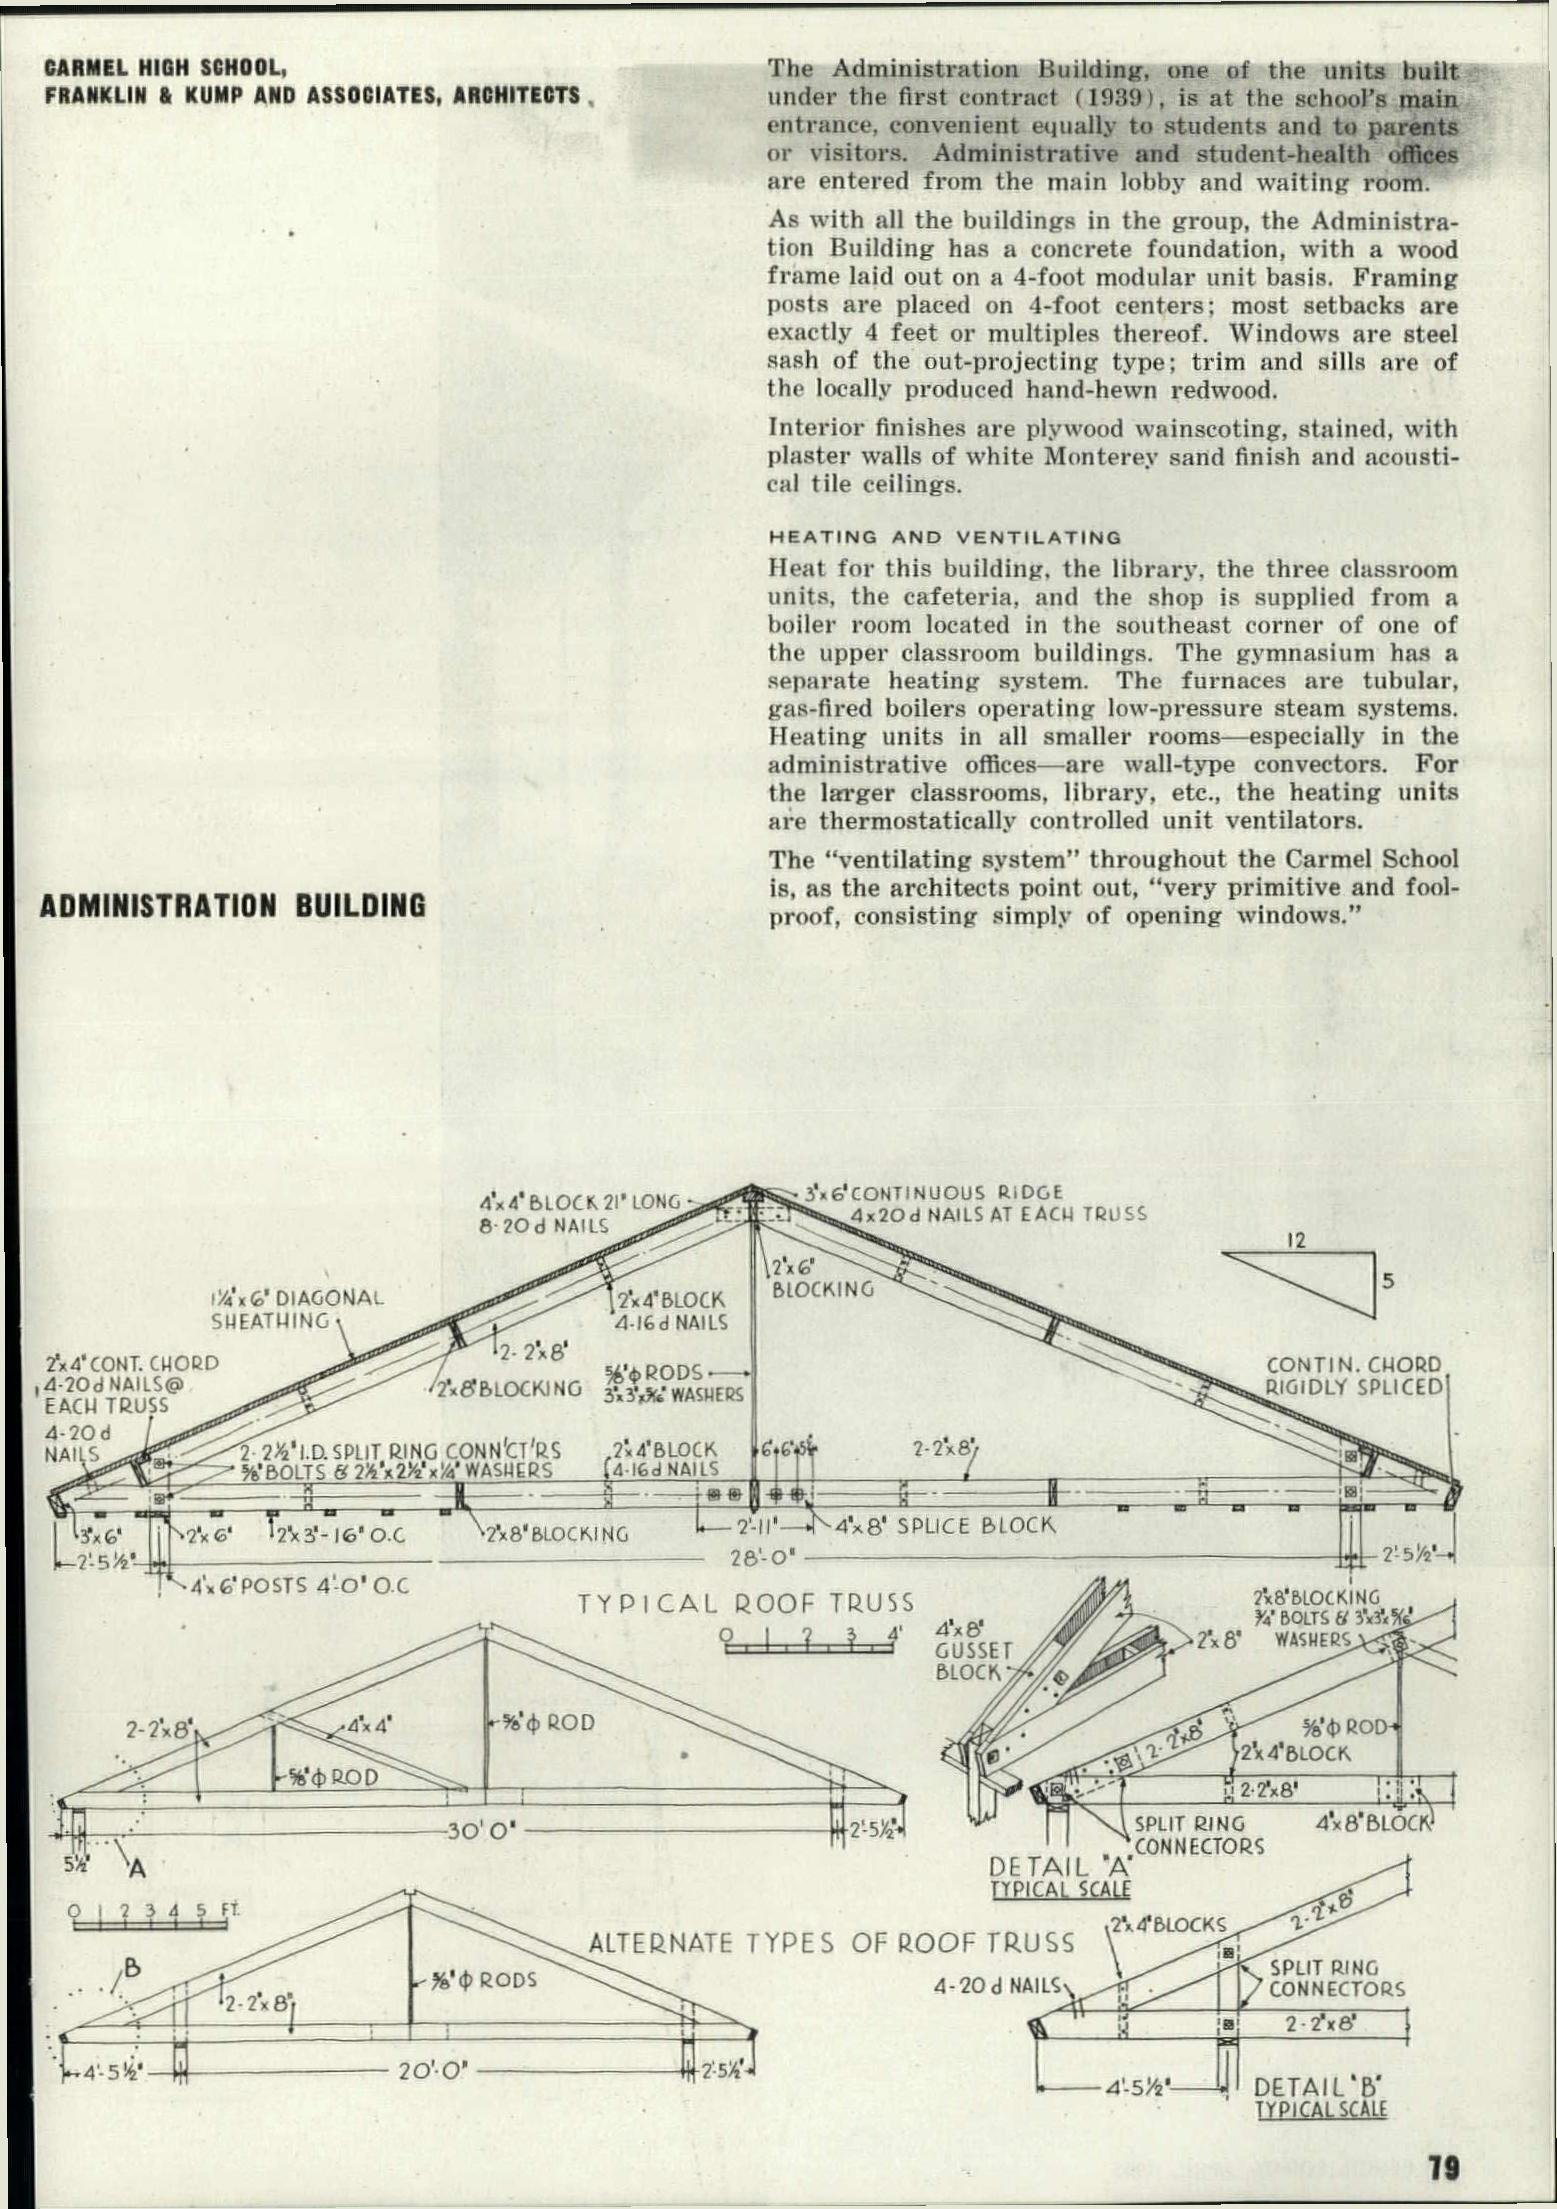 CARMEL HIGH SCHOOL,
FRANKLIN & KUMP AND ASSOCIATES, ARCHITECTS
The Administration Building, one of the units built
under the first contract (1939), is at the school's main
entrance, convenient equally to students and to parents
or visitors. Administrative and student-health offices
are entered from the main lobby and waiting room.
As with all the buildings in the group, the Administra-
tion Building has a concrete foundation, with a wood
frame laid out on a 4-foot modular unit basis. Framing
posts are placed on 4-foot centers; most setbacks are
exactly 4 feet or multiples thereof. Windows are steel
sash of the out-projecting type; trim and sills are of
the locally produced hand-hewn redwood.
Interior finishes are plywood wainscoting, stained, with
plaster walls of white Monterey sand finish and acousti-
cal tile ceilings.
HEATING AND VENTILATING
Heat for this building, the library, the three classroom
units, the cafeteria, and the shop is supplied from a
boiler room located in the southeast corner of one of
the upper classroom buildings. The gymnasium has a
separate heating system. The furnaces are tubular,
gas-fired boilers operating low-pressure steam systems.
Heating units in all smaller rooms—especially in the
administrative offices—are wall-type convectors. For
the larger classrooms, library, etc., the heating units
are thermostatically controlled unit ventilators.
The "ventilating system" throughout the Carmel School
is, as the architects point out, "very primitive and fool-
proof, consisting simply of opening windows."
ADMINISTRATION BUILDING
4"x4" BLOCK 21" LONG
8-20d NAILS
3"x6" CONTINUOUS RIDGE
4x20d NAILS AT EACH TRUSS
12
5
2"x6"
BLOCKING
1¼"x6" DIAGONAL
SHEATHING
2"x4" BLOCK
4-16d NAILS
2-2"x8"
2"x8" BLOCKING
⅝"ϕ RODS
3"x3"x5/16" WASHERS
2"x4" CONT. CHORD
4-20d NAILS @
EACH TRUSS
4-20d
NAILS
CONTIN. CHORD
RIGIDLY SPLICED
2-2½" I.D. SPLIT RING CONN'CT'RS
⅝" BOLTS & 2½"x2½"x¼" WASHERS
2"x4" BLOCK
4-16d NAILS
6" 6" 5½"
2-2"x8"
3"x6"
2"x6"
2"x3"-16" O.C
2"x8" BLOCKING
2'-11"
4"x8" SPLICE BLOCK
2'-5½"
28'-0"
2'-5½"
4"x6" POSTS 4'-0" O.C
TYPICAL ROOF TRUSS
0 1 2 3 4'
4"x8"
GUSSET
BLOCK
2"x8"
2"x8" BLOCKING
¾" BOLTS & 3"x3"x5/16"
WASHERS
2-2"x8"
4"x4"
⅝"ϕ ROD
⅝"ϕ ROD
30'0"
2'-5½"
5½"
A
2-2"x8"
⅝"ϕ ROD
2"x4" BLOCK
2-2"x8"
SPLIT RING
CONNECTORS
4"x8" BLOCK
DETAIL "A"
TYPICAL SCALE
0 1 2 3 4 5 FT.
B
2-2"x8"
⅝"ϕ RODS
4'-5½"
20'-0"
2'-5½"
ALTERNATE TYPES OF ROOF TRUSS
2"x4" BLOCKS
2-2"x8"
4-20d NAILS
SPLIT RING
CONNECTORS
2-2"x8"
4'-5½"
DETAIL "B"
TYPICAL SCALE
79